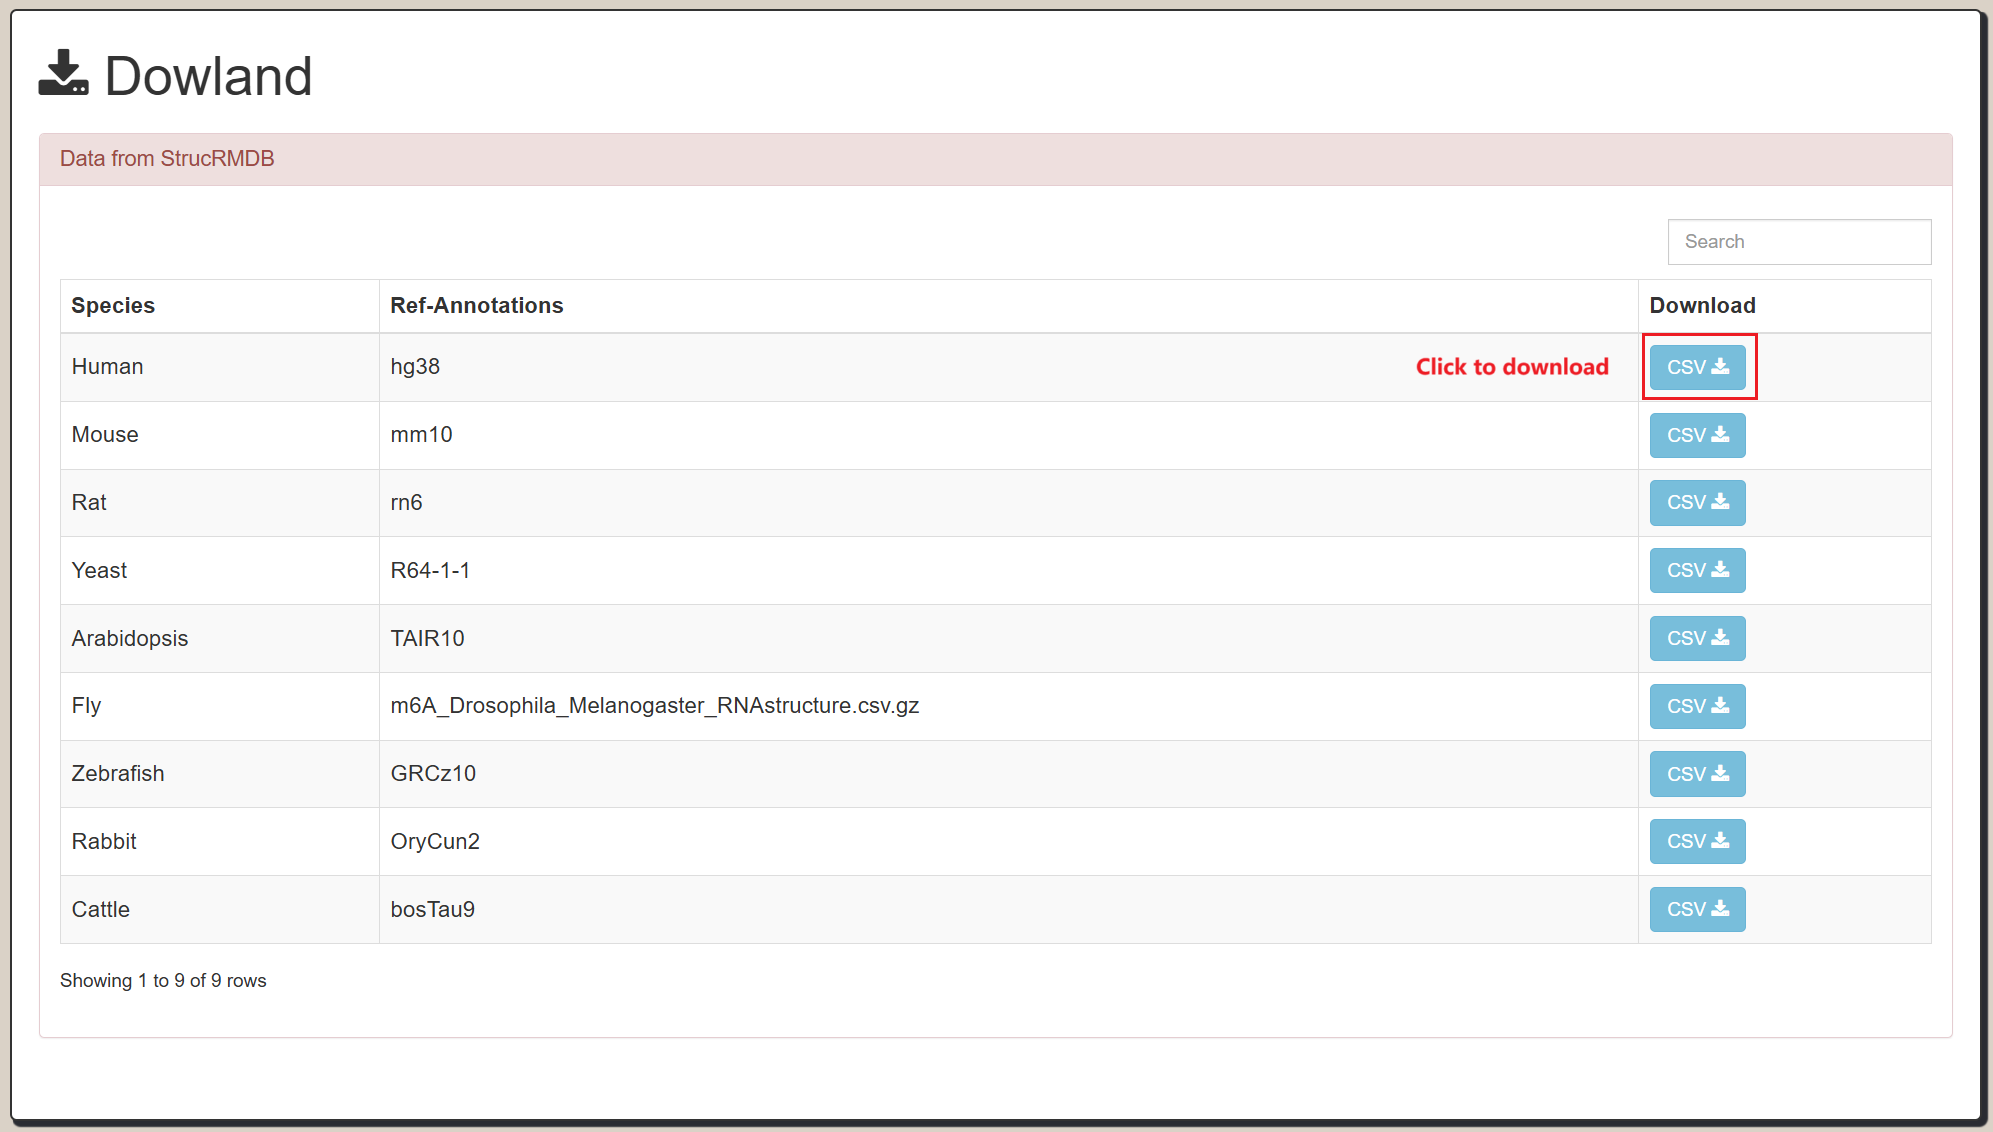 Dowland
Data from StrucRMDB
Search
Species Ref-Annotations Download
Human hg38 Click to download CSV
Mouse mm10 CSV
Rat rn6 CSV
Yeast R64-1-1 CSV
Arabidopsis TAIR10 CSV
Fly m6A_Drosophila_Melanogaster_RNAstructure.csv.gz CSV
Zebrafish GRCz10 CSV
Rabbit OryCun2 CSV
Cattle bosTau9 CSV
Showing 1 to 9 of 9 rows